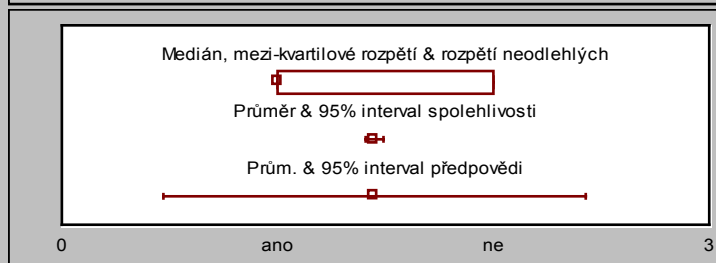 Medián, mezi-kvartilové rozpětí & rozpětí neodlehlých
Průměr & 95% interval spolehlivosti
Prům. & 95% interval předpovědi
0 ano ne 3